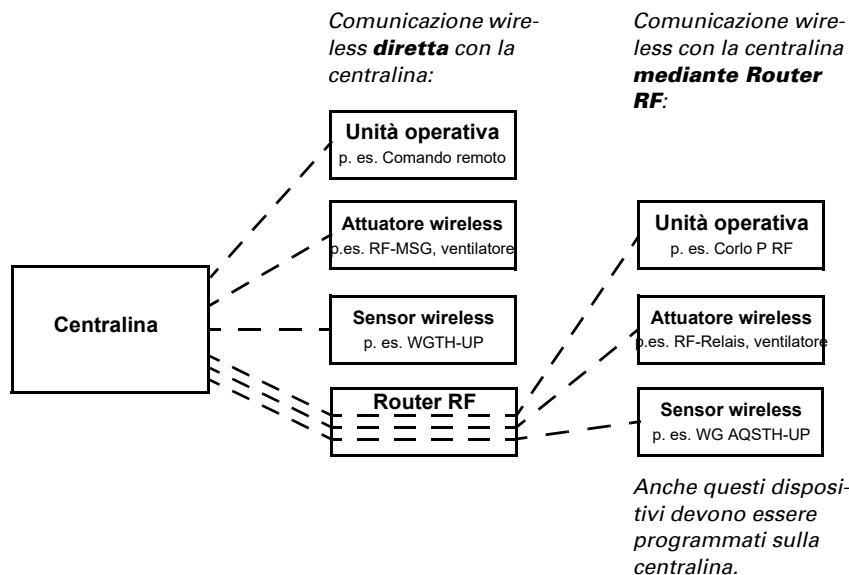 Comunicazione wire-
less diretta con la
centralina:
Comunicazione wire-
less con la centralina
mediante Router
RF:
Unità operativa
p. es. Comando remoto
Attuatore wireless
p.es. RF-MSG, ventilatore
Unità operativa
p. es. Corlo P RF
Centralina
Sensor wireless
p. es. WGTH-UP
Attuatore wireless
p.es. RF-Relais, ventilatore
Router RF
Sensor wireless
p. es. WG AQSTH-UP
Anche questi disposi-
tivi devono essere
programmati sulla
centralina.